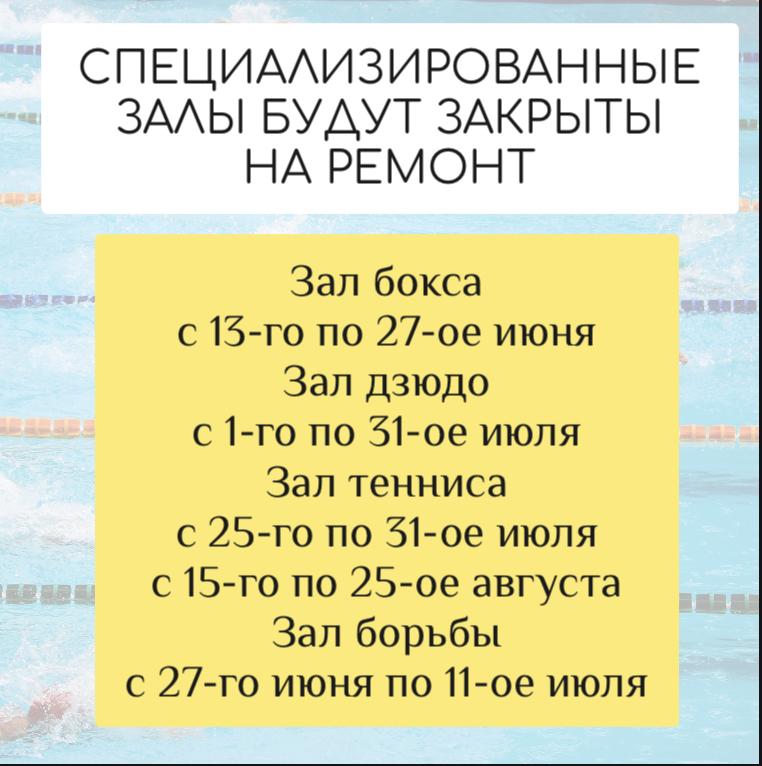 СПЕЦИАЛИЗИРОВАННЫЕ
ЗАЛЫ БУДУТ ЗАКРЫТЫ
НА РЕМОНТ
Зал бокса
с 13-го по 27-ое июня
Зал дзюдо
с 1-го по 31-ое июля
Зал тенниса
с 25-го по 31-ое июля
с 15-го по 25-ое августа
Зал борьбы
с 27-го июня по 11-ое июля